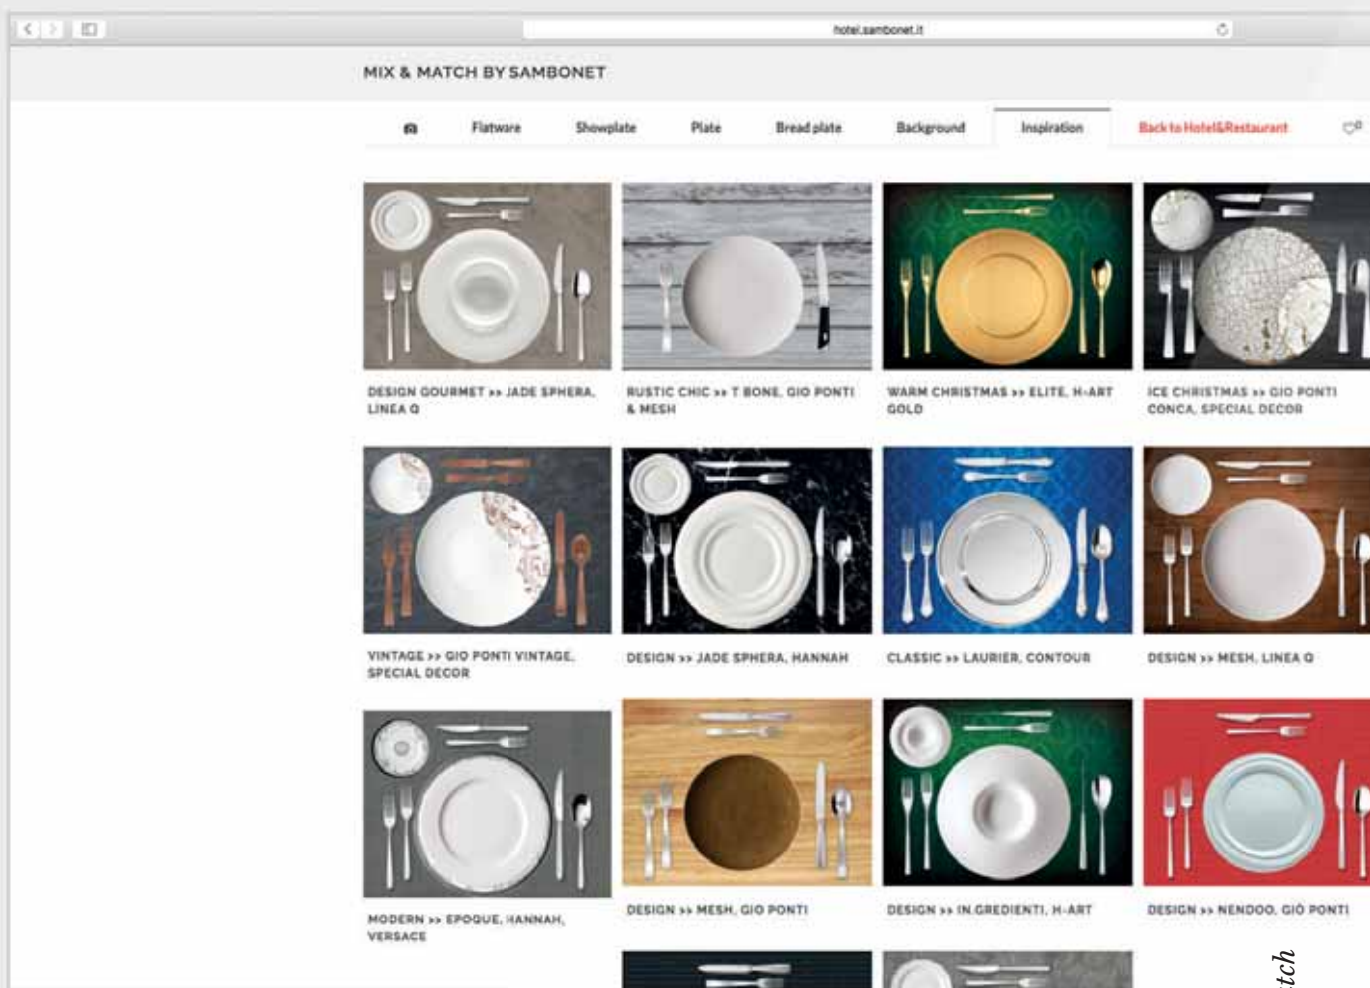 hotel.sambonet.it
MIX & MATCH BY SAMBONET
Flatware
Showplate
Plate
Bread plate
Background
Inspiration
Back to Hotel&Restaurant
0
DESIGN GOURMET >> JADE SPHERA,
LINEA Q
RUSTIC CHIC >> T BONE, GIO PONTI
& MESH
WARM CHRISTMAS >> ELITE, H-ART
GOLD
ICE CHRISTMAS >> GIO PONTI
CONCA, SPECIAL DECOR
VINTAGE >> GIO PONTI VINTAGE,
SPECIAL DECOR
DESIGN >> JADE SPHERA, HANNAH
CLASSIC >> LAURIER, CONTOUR
DESIGN >> MESH, LINEA Q
MODERN >> EPOQUE, HANNAH,
VERSACE
DESIGN >> MESH, GIO PONTI
DESIGN >> IN.GREDIENTI, H-ART
DESIGN >> NENDOO, GIÒ PONTI